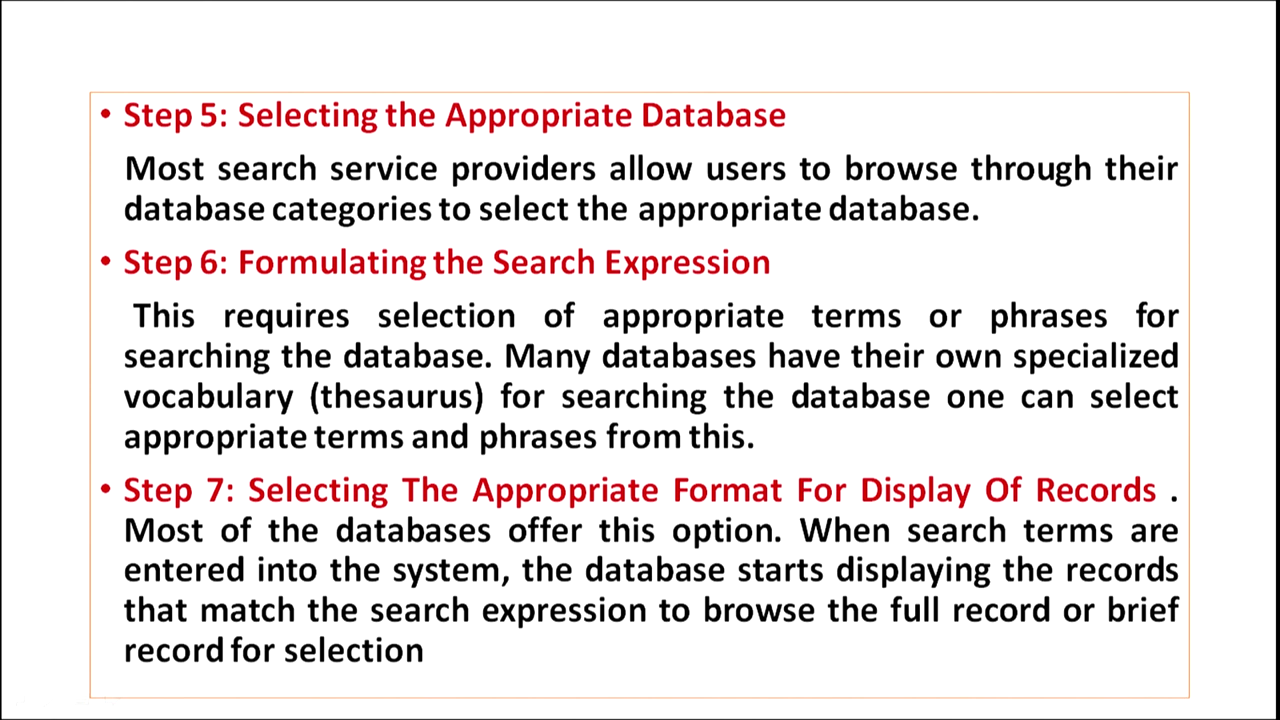 • Step 5: Selecting the Appropriate Database
Most search service providers allow users to browse through their
database categories to select the appropriate database.
• Step 6: Formulating the Search Expression
This requires selection of appropriate terms or phrases for
searching the database. Many databases have their own specialized
vocabulary (thesaurus) for searching the database one can select
appropriate terms and phrases from this.
• Step 7: Selecting The Appropriate Format For Display Of Records .
Most of the databases offer this option. When search terms are
entered into the system, the database starts displaying the records
that match the search expression to browse the full record or brief
record for selection